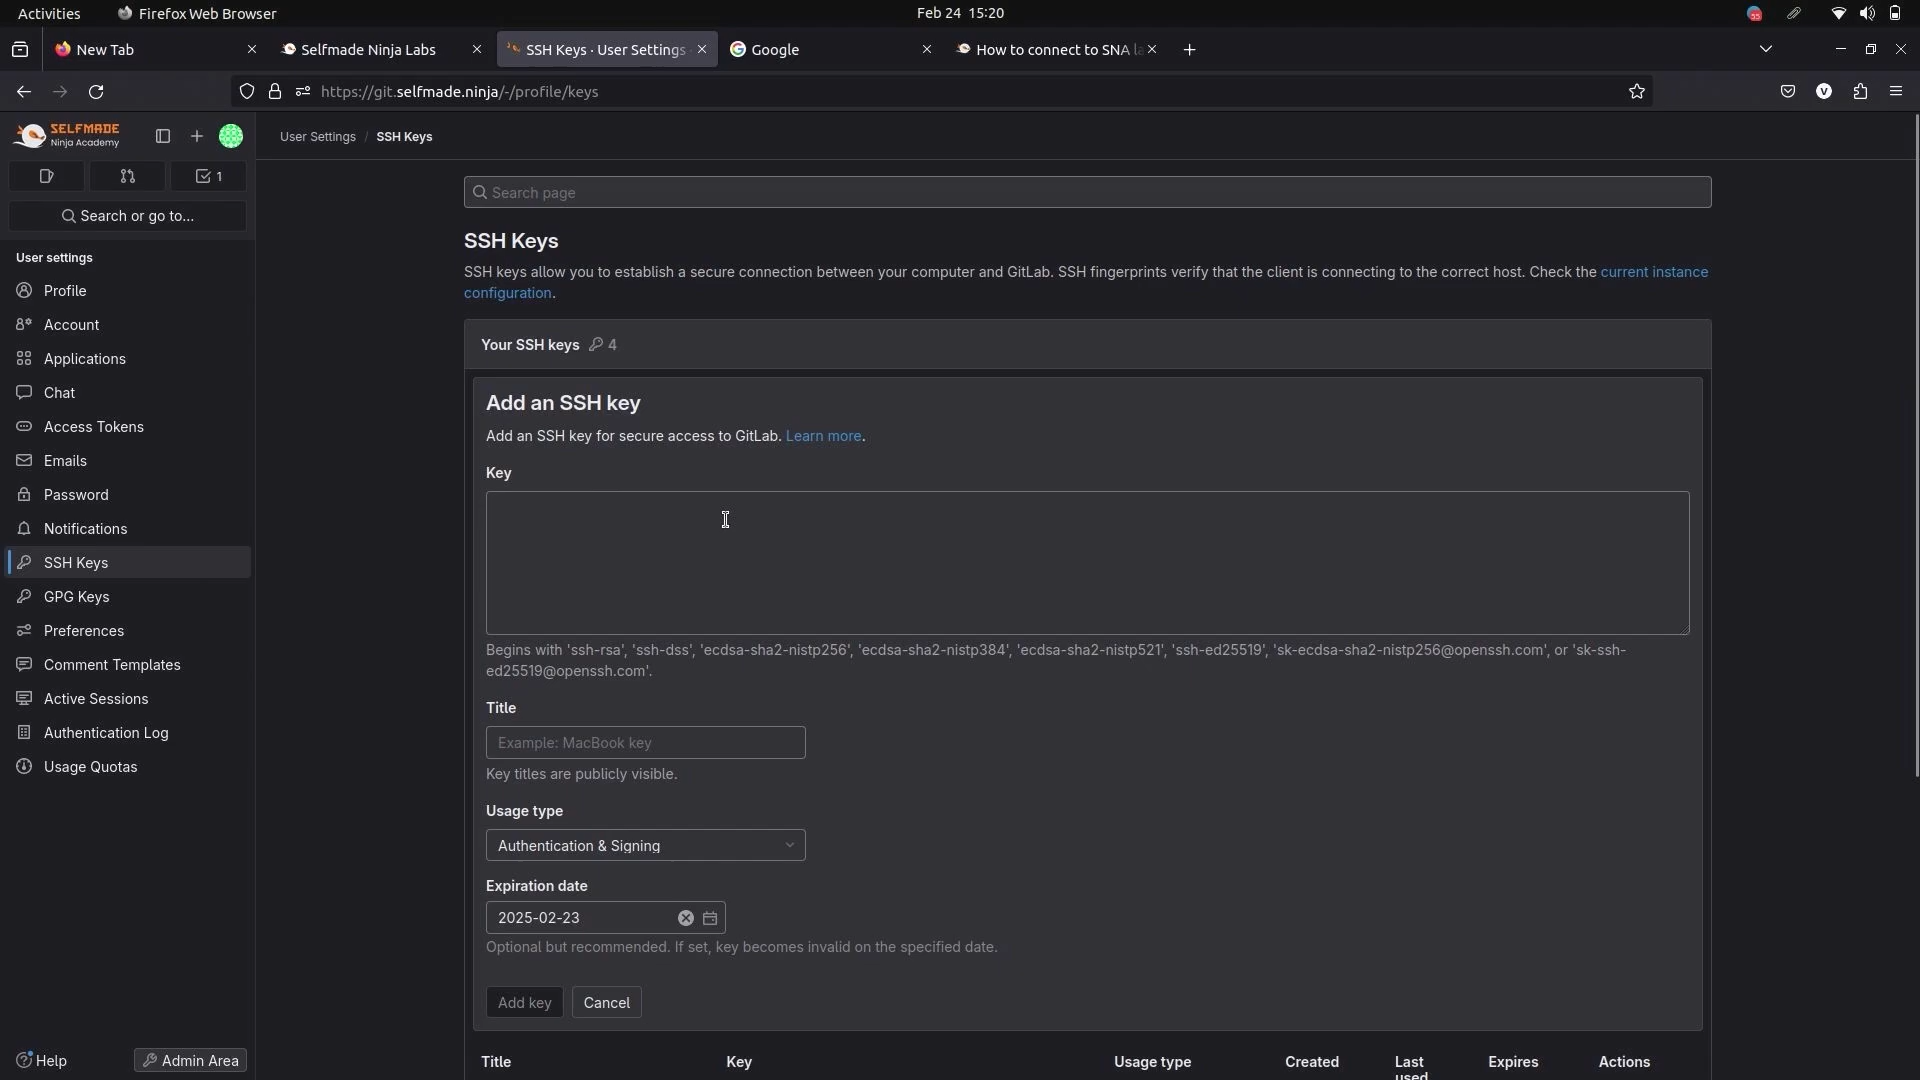 Activities
Firefox Web Browser
Feb 24 15:20
55
New Tab
Selfmade Ninja Labs
SSH Keys · User Settings
Google
How to connect to SNA la
https://git.selfmade.ninja/-/profile/keys
V
SELFMADE
Ninja Academy
1
Search or go to...
User settings
Profile
Account
Applications
Chat
Access Tokens
Emails
Password
Notifications
SSH Keys
GPG Keys
Preferences
Comment Templates
Active Sessions
Authentication Log
Usage Quotas
Help
Admin Area
User Settings / SSH Keys
Search page
SSH Keys
SSH keys allow you to establish a secure connection between your computer and GitLab. SSH fingerprints verify that the client is connecting to the correct host. Check the current instance
configuration.
Your SSH keys 4
Add an SSH key
Add an SSH key for secure access to GitLab. Learn more.
Key
Begins with 'ssh-rsa', 'ssh-dss', 'ecdsa-sha2-nistp256', 'ecdsa-sha2-nistp384', 'ecdsa-sha2-nistp521', 'ssh-ed25519', 'sk-ecdsa-sha2-nistp256@openssh.com', or 'sk-ssh-
ed25519@openssh.com'.
Title
Example: MacBook key
Key titles are publicly visible.
Usage type
Authentication & Signing
Expiration date
2025-02-23
Optional but recommended. If set, key becomes invalid on the specified date.
Add key
Cancel
Title Key Usage type Created Last used Expires Actions